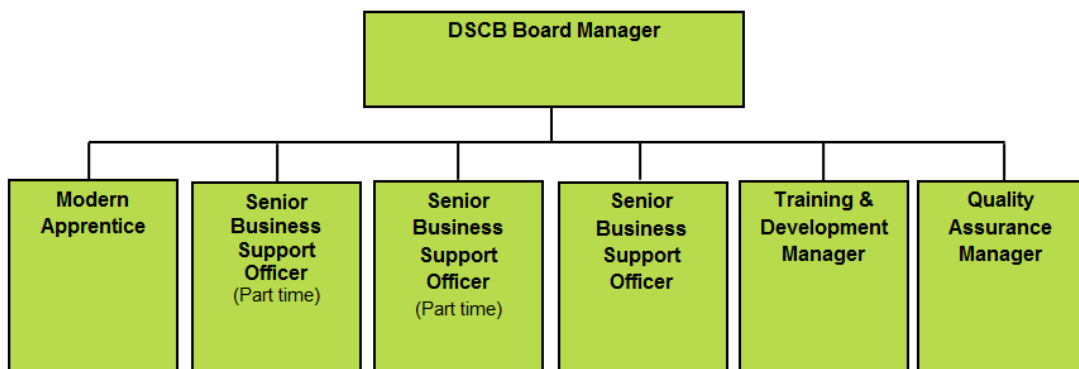 DSCB Board Manager
Modern
Apprentice
Senior
Business
Support
Officer
(Part time)
Senior
Business
Support
Officer
(Part time)
Senior
Business
Support
Officer
Training &
Development
Manager
Quality
Assurance
Manager